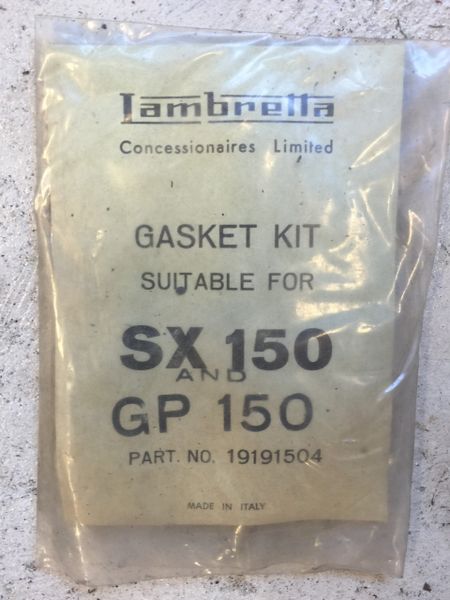 Lambretta
Concessionaires Limited
GASKET KIT
SUITABLE FOR
SX 150
AND
GP 150
PART. NO. 19191504
MADE IN ITALY